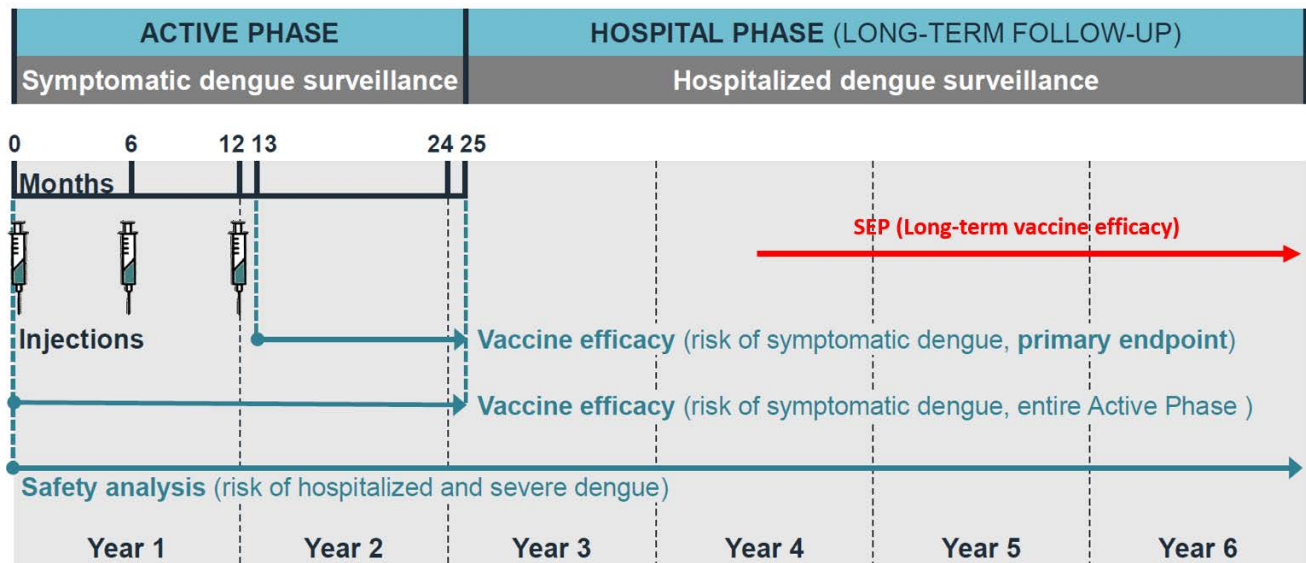 ACTIVE PHASE
HOSPITAL PHASE (LONG-TERM FOLLOW-UP)
Symptomatic dengue surveillance
Hospitalized dengue surveillance
0 6 12 13 24 25
Months
SEP (Long-term vaccine efficacy)
Injections
Vaccine efficacy (risk of symptomatic dengue, primary endpoint)
Vaccine efficacy (risk of symptomatic dengue, entire Active Phase )
Safety analysis (risk of hospitalized and severe dengue)
Year 1 Year 2 Year 3 Year 4 Year 5 Year 6